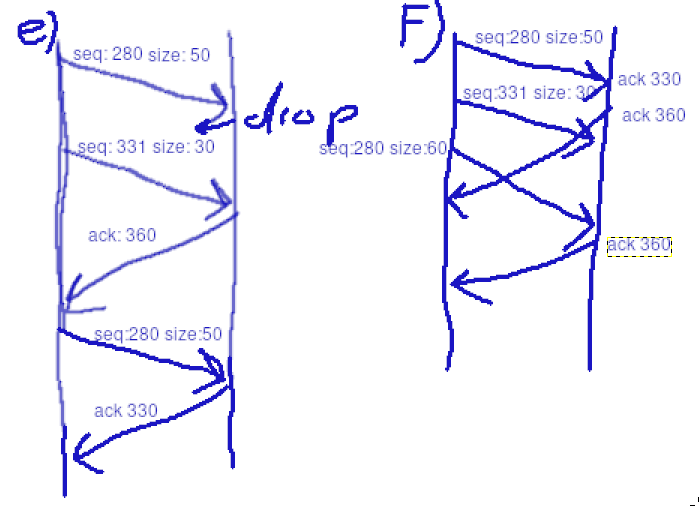 e)
seq: 280 size: 50
drop
seq: 331 size: 30
ack: 360
seq:280 size:50
ack 330
F)
seq:280 size:50
ack 330
seq:331 size: 30
ack 360
seq:280 size:60
ack 360